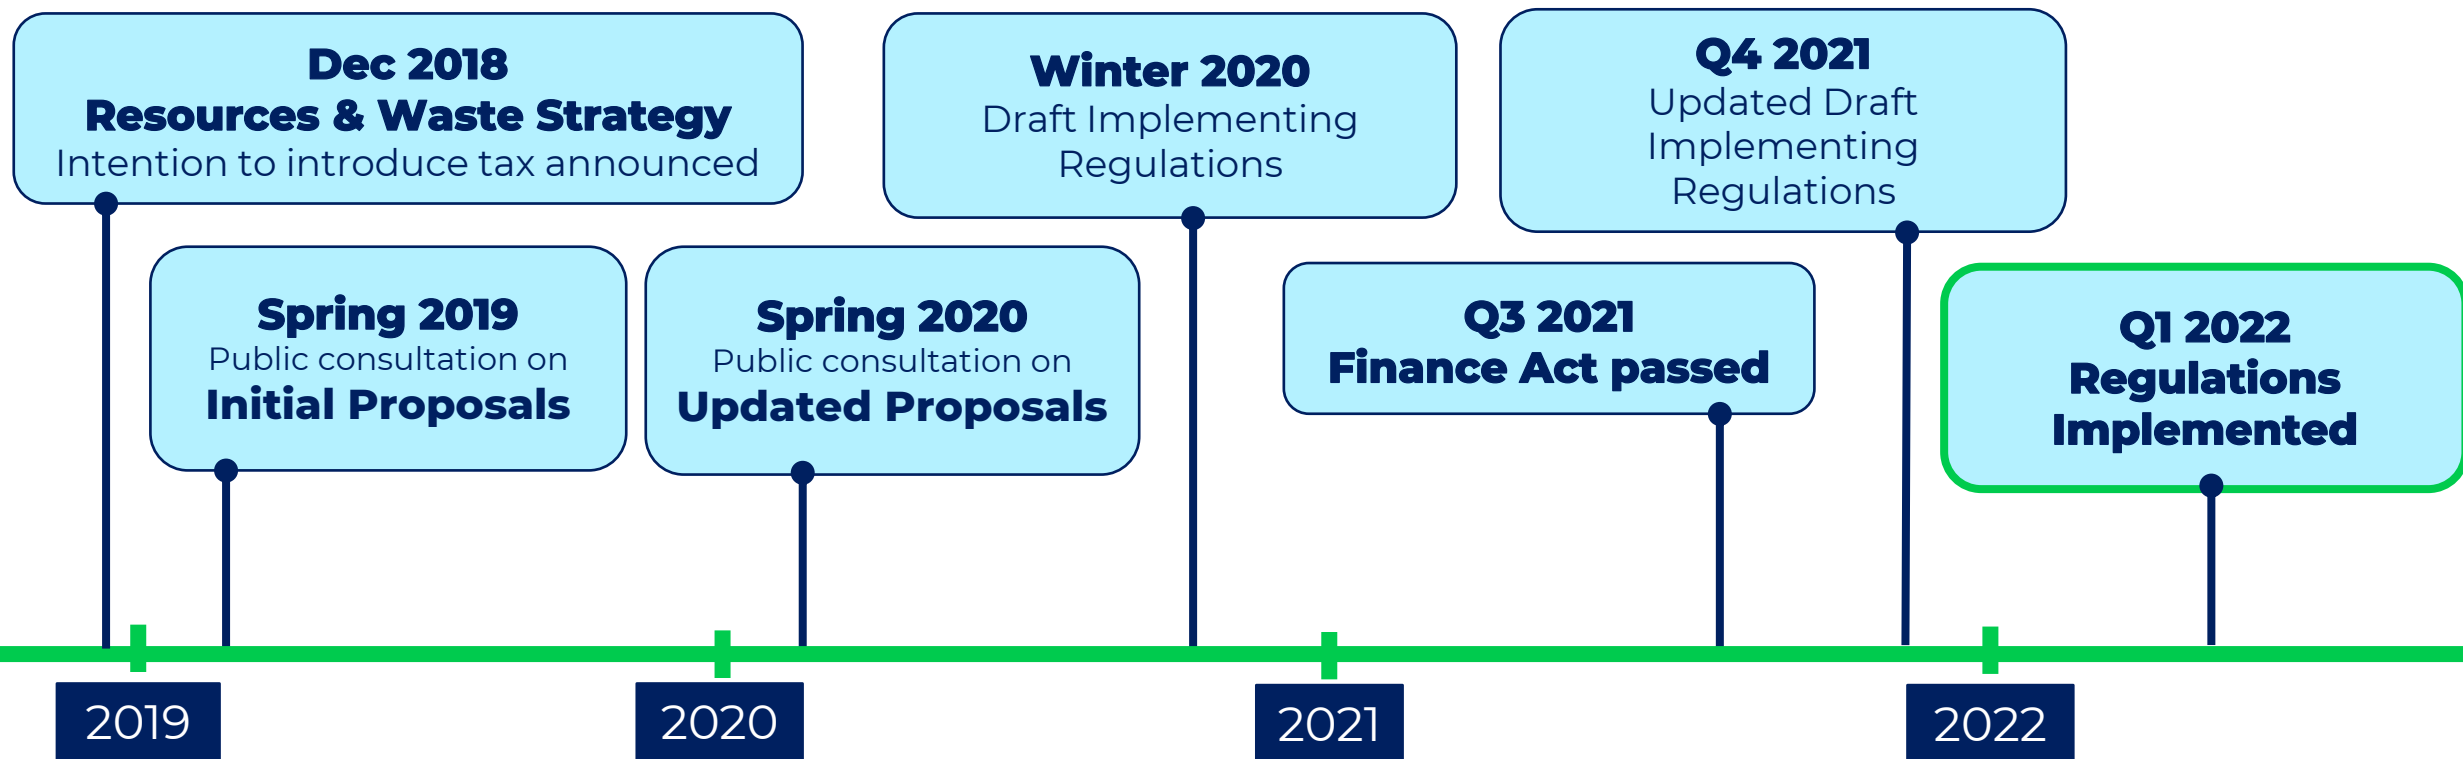 Dec 2018
Resources & Waste Strategy
Intention to introduce tax announced
Spring 2019
Public consultation on
Initial Proposals
Spring 2020
Public consultation on
Updated Proposals
Winter 2020
Draft Implementing
Regulations
Q3 2021
Finance Act passed
Q4 2021
Updated Draft
Implementing
Regulations
Q1 2022
Regulations
Implemented
2019
2020
2021
2022